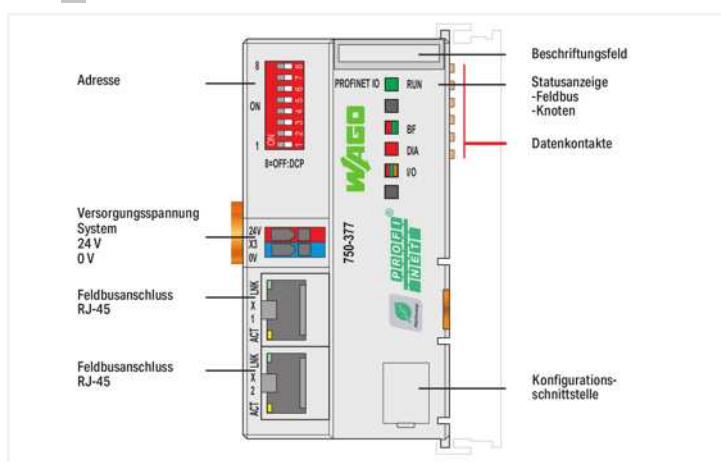 Adresse
8
ON
1
ON
1 2 3 4 5 6 7 8
8=OFF:DCP
Versorgungsspannung
System
24 V
0 V
24V
X3
0V
Feldbusanschluss
RJ-45
LNK
X
1
ACT
Feldbusanschluss
RJ-45
LNK
X
2
ACT
PROFINET IO
RUN
BF
DIA
I/O
WAGO
750-377
PROFI
NET
®
Beschriftungsfeld
Statusanzeige
-Feldbus
-Knoten
Datenkontakte
Konfigurations-
schnittstelle